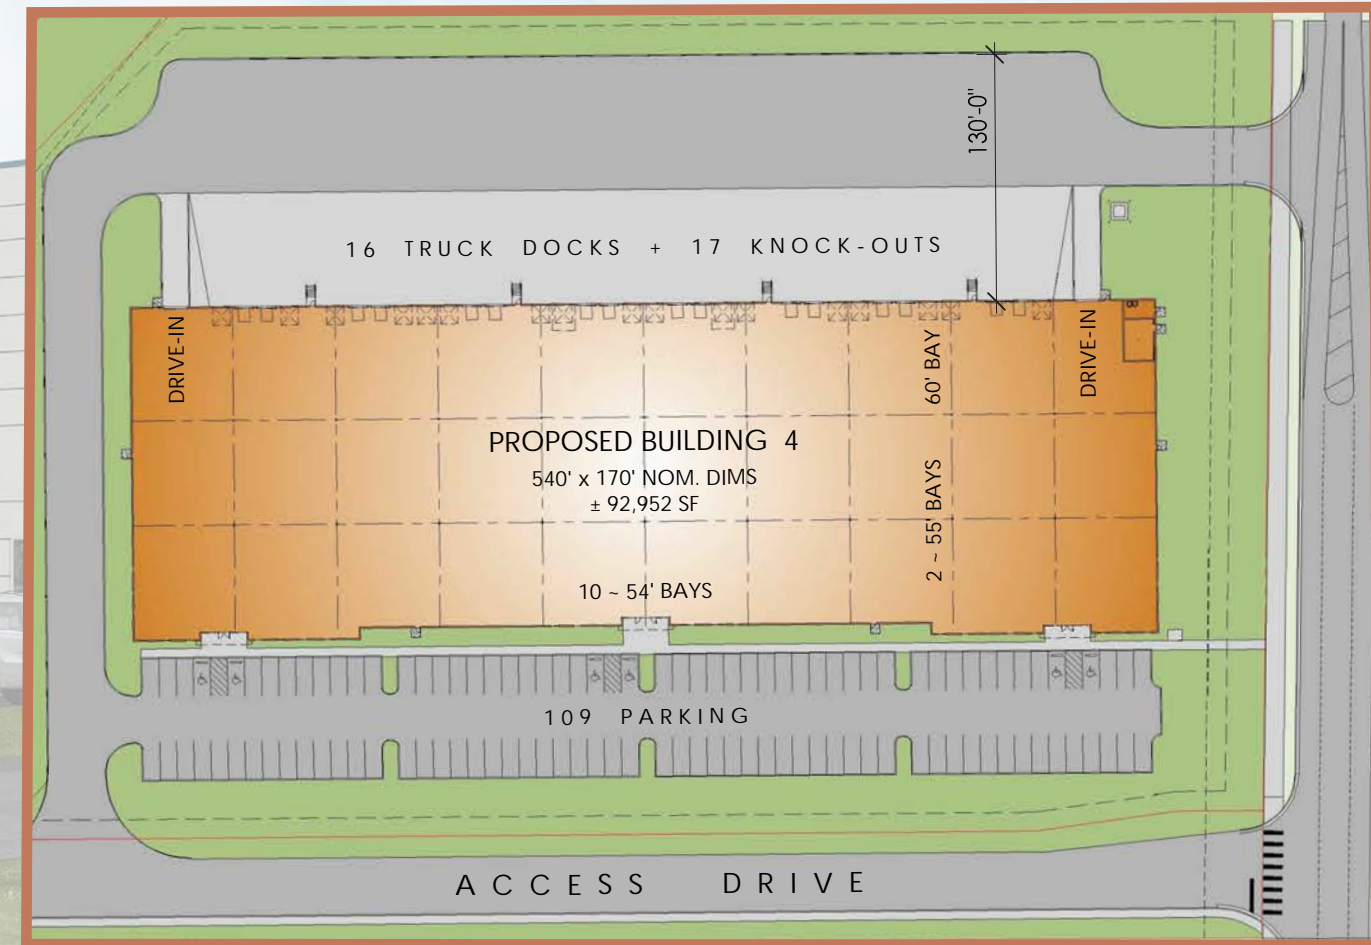 130'-0"
16 TRUCK DOCKS + 17 KNOCK-OUTS
DRIVE-IN
DRIVE-IN
60' BAY
PROPOSED BUILDING 4
540' x 170' NOM. DIMS
± 92,952 SF
2 ~ 55' BAYS
10 ~ 54' BAYS
109 PARKING
ACCESS DRIVE